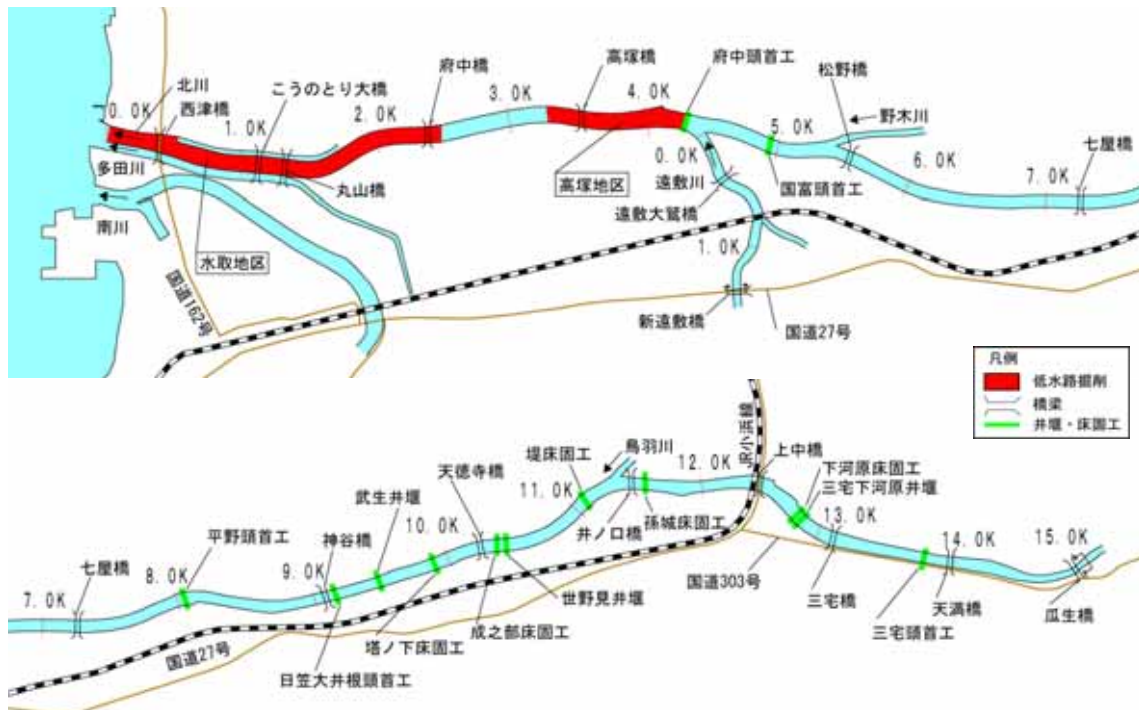 北川
0.0K
西津橋
こうのとり大橋
1.0K
2.0K
府中橋
3.0K
高塚橋
4.0K
府中頭首工
松野橋
5.0K
野木川
6.0K
七屋橋
7.0K
多田川
丸山橋
南川
水取地区
国道162号
高塚地区
0.0K
遠敷川
遠敷大鷲橋
1.0K
国富頭首工
新遠敷橋
国道27号
凡例
低水路掘削
橋梁
井堰・床固工
七屋橋
7.0K
平野頭首工
8.0K
神谷橋
9.0K
武生井堰
10.0K
天徳寺橋
堤床固工
11.0K
鳥羽川
12.0K
JR小浜線
上中橋
下河原床固工
三宅下河原井堰
13.0K
14.0K
15.0K
井ノ口橋
孫城床固工
国道303号
三宅橋
三宅頭首工
天満橋
瓜生橋
世野見井堰
成之部床固工
塔ノ下床固工
日笠大井根頭首工
国道27号